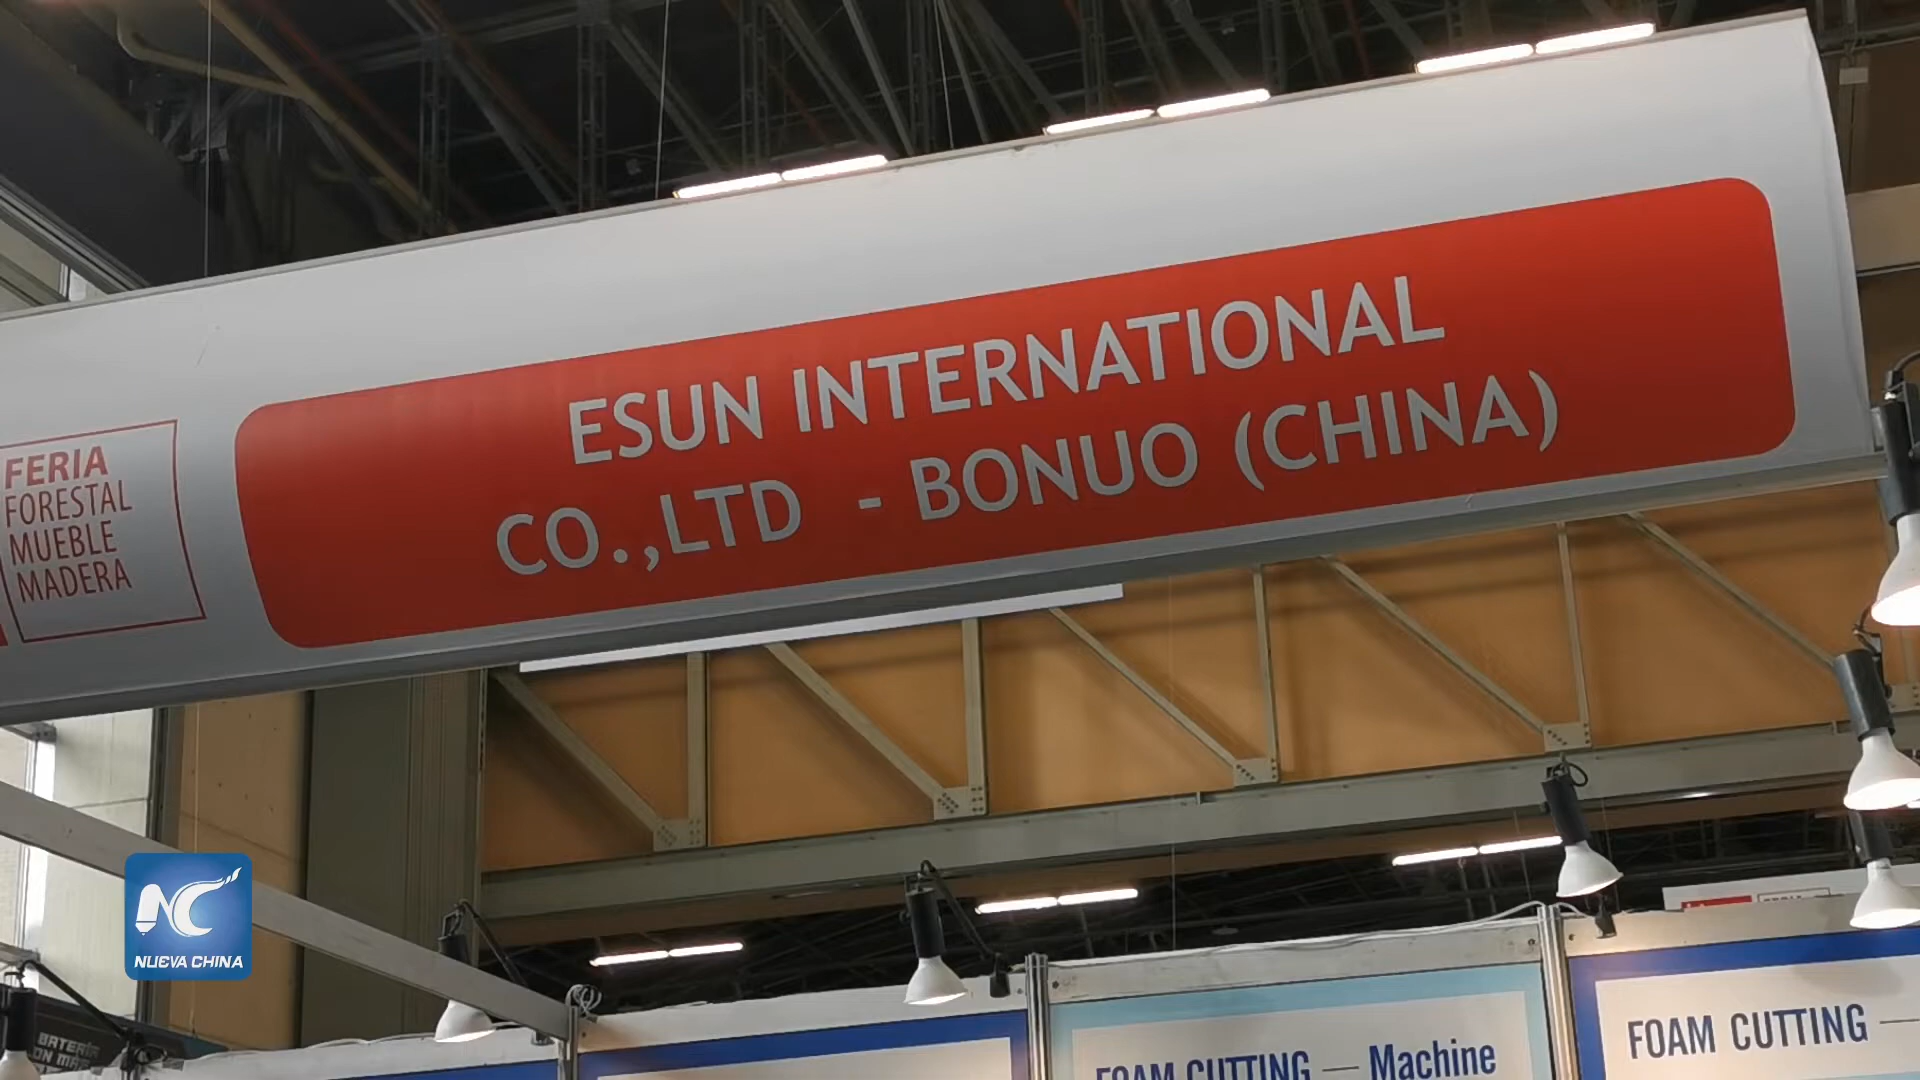 ESUN INTERNATIONAL
CO.,LTD - BONUO (CHINA)
FERIA
FORESTAL
MUEBLE
MADERA
NUEVA CHINA
FOAM CUTTING — Machine
FOAM CUTTING —